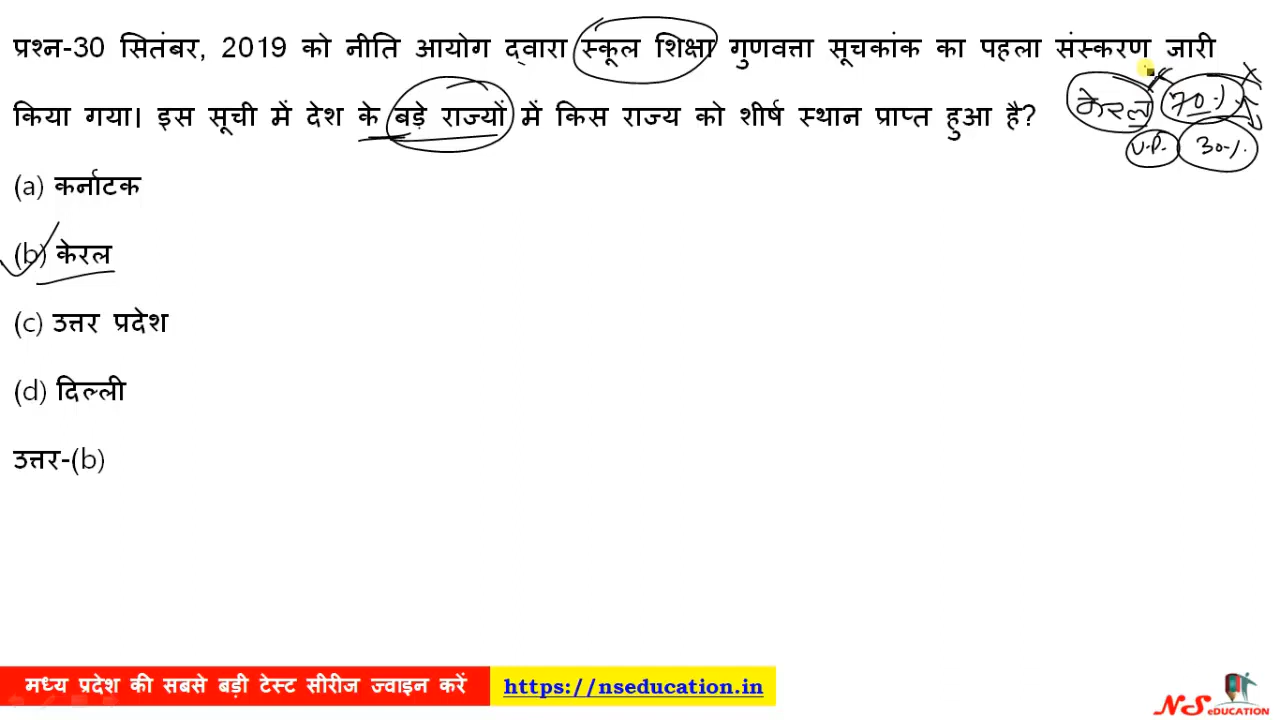 प्रश्न-30 सितंबर, 2019 को नीति आयोग द्वारा स्कूल शिक्षा गुणवत्ता सूचकांक का पहला संस्करण जारी
किया गया। इस सूची में देश के बड़े राज्यों में किस राज्य को शीर्ष स्थान प्राप्त हुआ है?
केरल 70%
U.P. 30%
(a) कर्नाटक
(b) केरल
(c) उत्तर प्रदेश
(d) दिल्ली
उत्तर-(b)
मध्य प्रदेश की सबसे बड़ी टेस्ट सीरीज ज्वाइन करें https://nseducation.in
NS eDUCATION